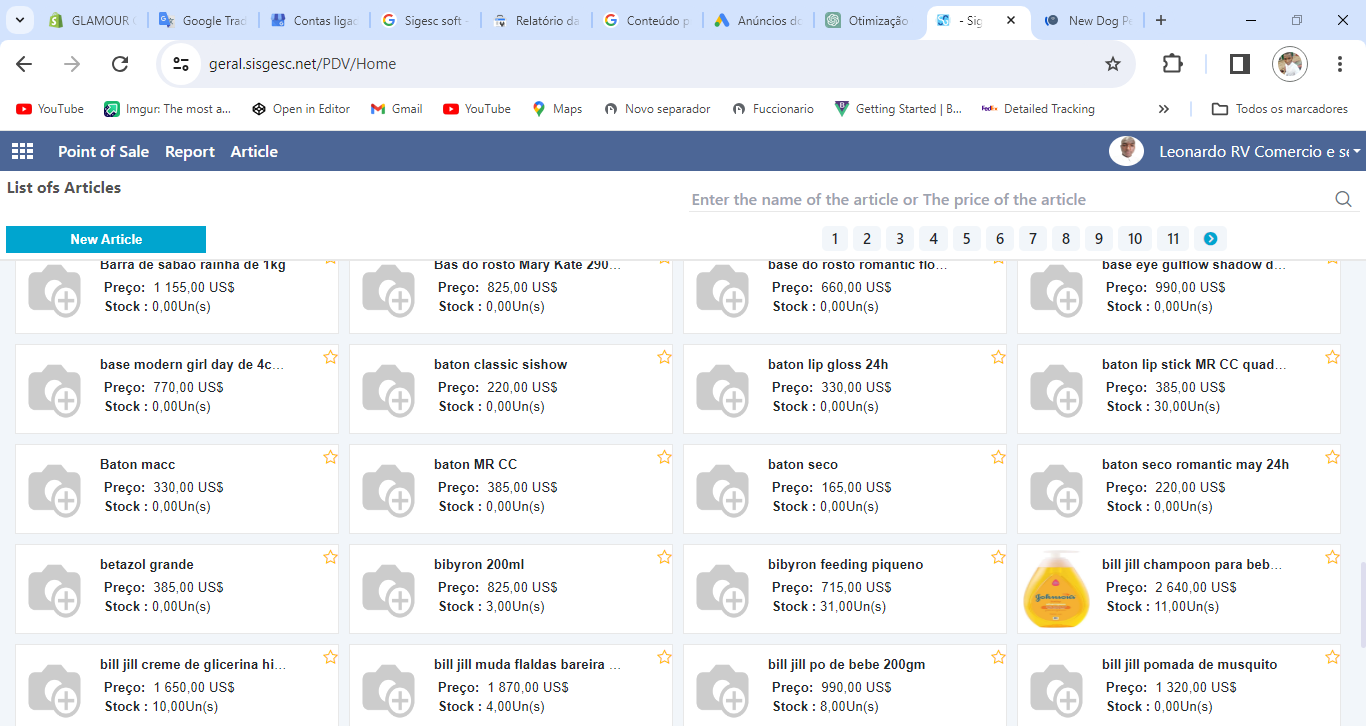 GLAMOUR
Google Trad
Contas ligad
Sigesc soft -
Relatório da
Conteúdo p
Anúncios do
Otimização
- Sig
New Dog Pe
geral.sisgesc.net/PDV/Home
YouTube
Imgur: The most a...
Open in Editor
Gmail
YouTube
Maps
Novo separador
Fuccionario
Getting Started | B...
FedEx
Detailed Tracking
Todos os marcadores
Point of Sale
Report
Article
Leonardo RV Comercio e se
List ofs Articles
Enter the name of the article or The price of the article
New Article
1 2 3 4 5 6 7 8 9 10 11
Barra de sabao rainha de 1kg
Preço: 1 155,00 US$
Stock : 0,00Un(s)
Bas do rosto Mary Kate 290...
Preço: 825,00 US$
Stock : 0,00Un(s)
base do rosto romantic flo...
Preço: 660,00 US$
Stock : 0,00Un(s)
base eye gulflow shadow d...
Preço: 990,00 US$
Stock : 0,00Un(s)
base modern girl day de 4c...
Preço: 770,00 US$
Stock : 0,00Un(s)
baton classic sishow
Preço: 220,00 US$
Stock : 0,00Un(s)
baton lip gloss 24h
Preço: 330,00 US$
Stock : 0,00Un(s)
baton lip stick MR CC quad...
Preço: 385,00 US$
Stock : 30,00Un(s)
Baton macc
Preço: 330,00 US$
Stock : 0,00Un(s)
baton MR CC
Preço: 385,00 US$
Stock : 0,00Un(s)
baton seco
Preço: 165,00 US$
Stock : 0,00Un(s)
baton seco romantic may 24h
Preço: 220,00 US$
Stock : 0,00Un(s)
betazol grande
Preço: 385,00 US$
Stock : 0,00Un(s)
bibyron 200ml
Preço: 825,00 US$
Stock : 3,00Un(s)
bibyron feeding piqueno
Preço: 715,00 US$
Stock : 31,00Un(s)
Johnson's
bill jill champoon para beb...
Preço: 2 640,00 US$
Stock : 11,00Un(s)
bill jill creme de glicerina hi...
Preço: 1 650,00 US$
Stock : 10,00Un(s)
bill jill muda flaldas bareira ...
Preço: 1 870,00 US$
Stock : 4,00Un(s)
bill jill po de bebe 200gm
Preço: 990,00 US$
Stock : 8,00Un(s)
bill jill pomada de musquito
Preço: 1 320,00 US$
Stock : 0,00Un(s)